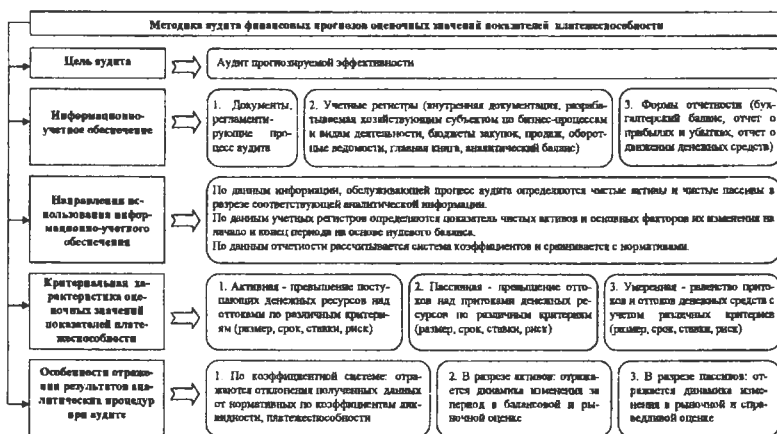 Методика аудита финансовых прогнозов оценочных значений показателей платежеспособности
Цель аудита
Аудит прогнозируемой эффективности
Информационно-
учетное обеспечение
1. Документы,
регламенти-
рующие про-
цесс аудита
2. Учетные регистры (внутренняя документация, разраба-
тываемая хозяйствующим субъектом по бизнес-процессам
и видам деятельности, бюджеты закупок, продаж, оборот-
ные ведомости, главная книга, аналитический баланс)
3. Формы отчетности (бух-
галтерский баланс, отчет о
прибылях и убытках, отчет о
движении денежных средств)
Направления ис-
пользования инфор-
мационно-учетного
обеспечения
По данным информации, обслуживающей процесс аудита определяются чистые активы и чистые пассивы в
разрезе соответствующей аналитической информации.
По данным учетных регистров определяются показатель чистых активов и основных факторов их изменения на
начало и конец периода на основе нулевого баланса.
По данным отчетности рассчитывается система коэффициентов и сравнивается с нормативами.
Критериальная ха-
рактеристика оце-
ночных значений
показателей плате-
жеспособности
1. Активная - превышение посту-
пающих денежных ресурсов над
оттоками по различным критери-
ям (размер, срок, ставки, риск)
2. Пассивная - превышение отто-
ков над притоками денежных ре-
сурсов по различным критериям
(размер, срок, ставки, риск)
3. Умеренная - равенство прито-
ков и оттоков денежных средств с
учетом различных критериев
(размер, срок, ставки, риск)
Особенности отраже-
ния результатов ана-
литических процедур
при аудите
1. По коэффициентной системе: отра-
жаются отклонения полученных данных
от нормативных по коэффициентам лик-
видности, платежеспособности
2. В разрезе активов: отража-
ется динамика изменения за
период в балансовой и ры-
ночной оценке
3. В разрезе пассивов: от-
ражается динамика изме-
нения в рыночной и спра-
ведливой оценке